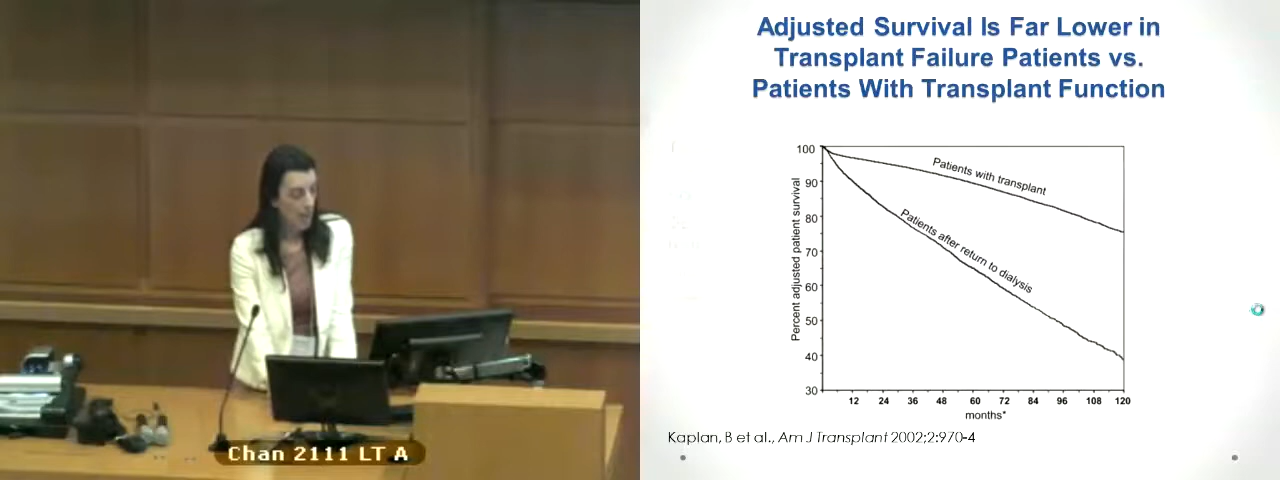 Adjusted Survival Is Far Lower in
Transplant Failure Patients vs.
Patients With Transplant Function
100
90
80
70
60
50
40
30
Percent adjusted patient survival
Patients with transplant
Patients after return to dialysis
12 24 36 48 60 72 84 96 108 120
months*
Kaplan, B et al., Am J Transplant 2002;2:970-4
Chan 2111 LT A